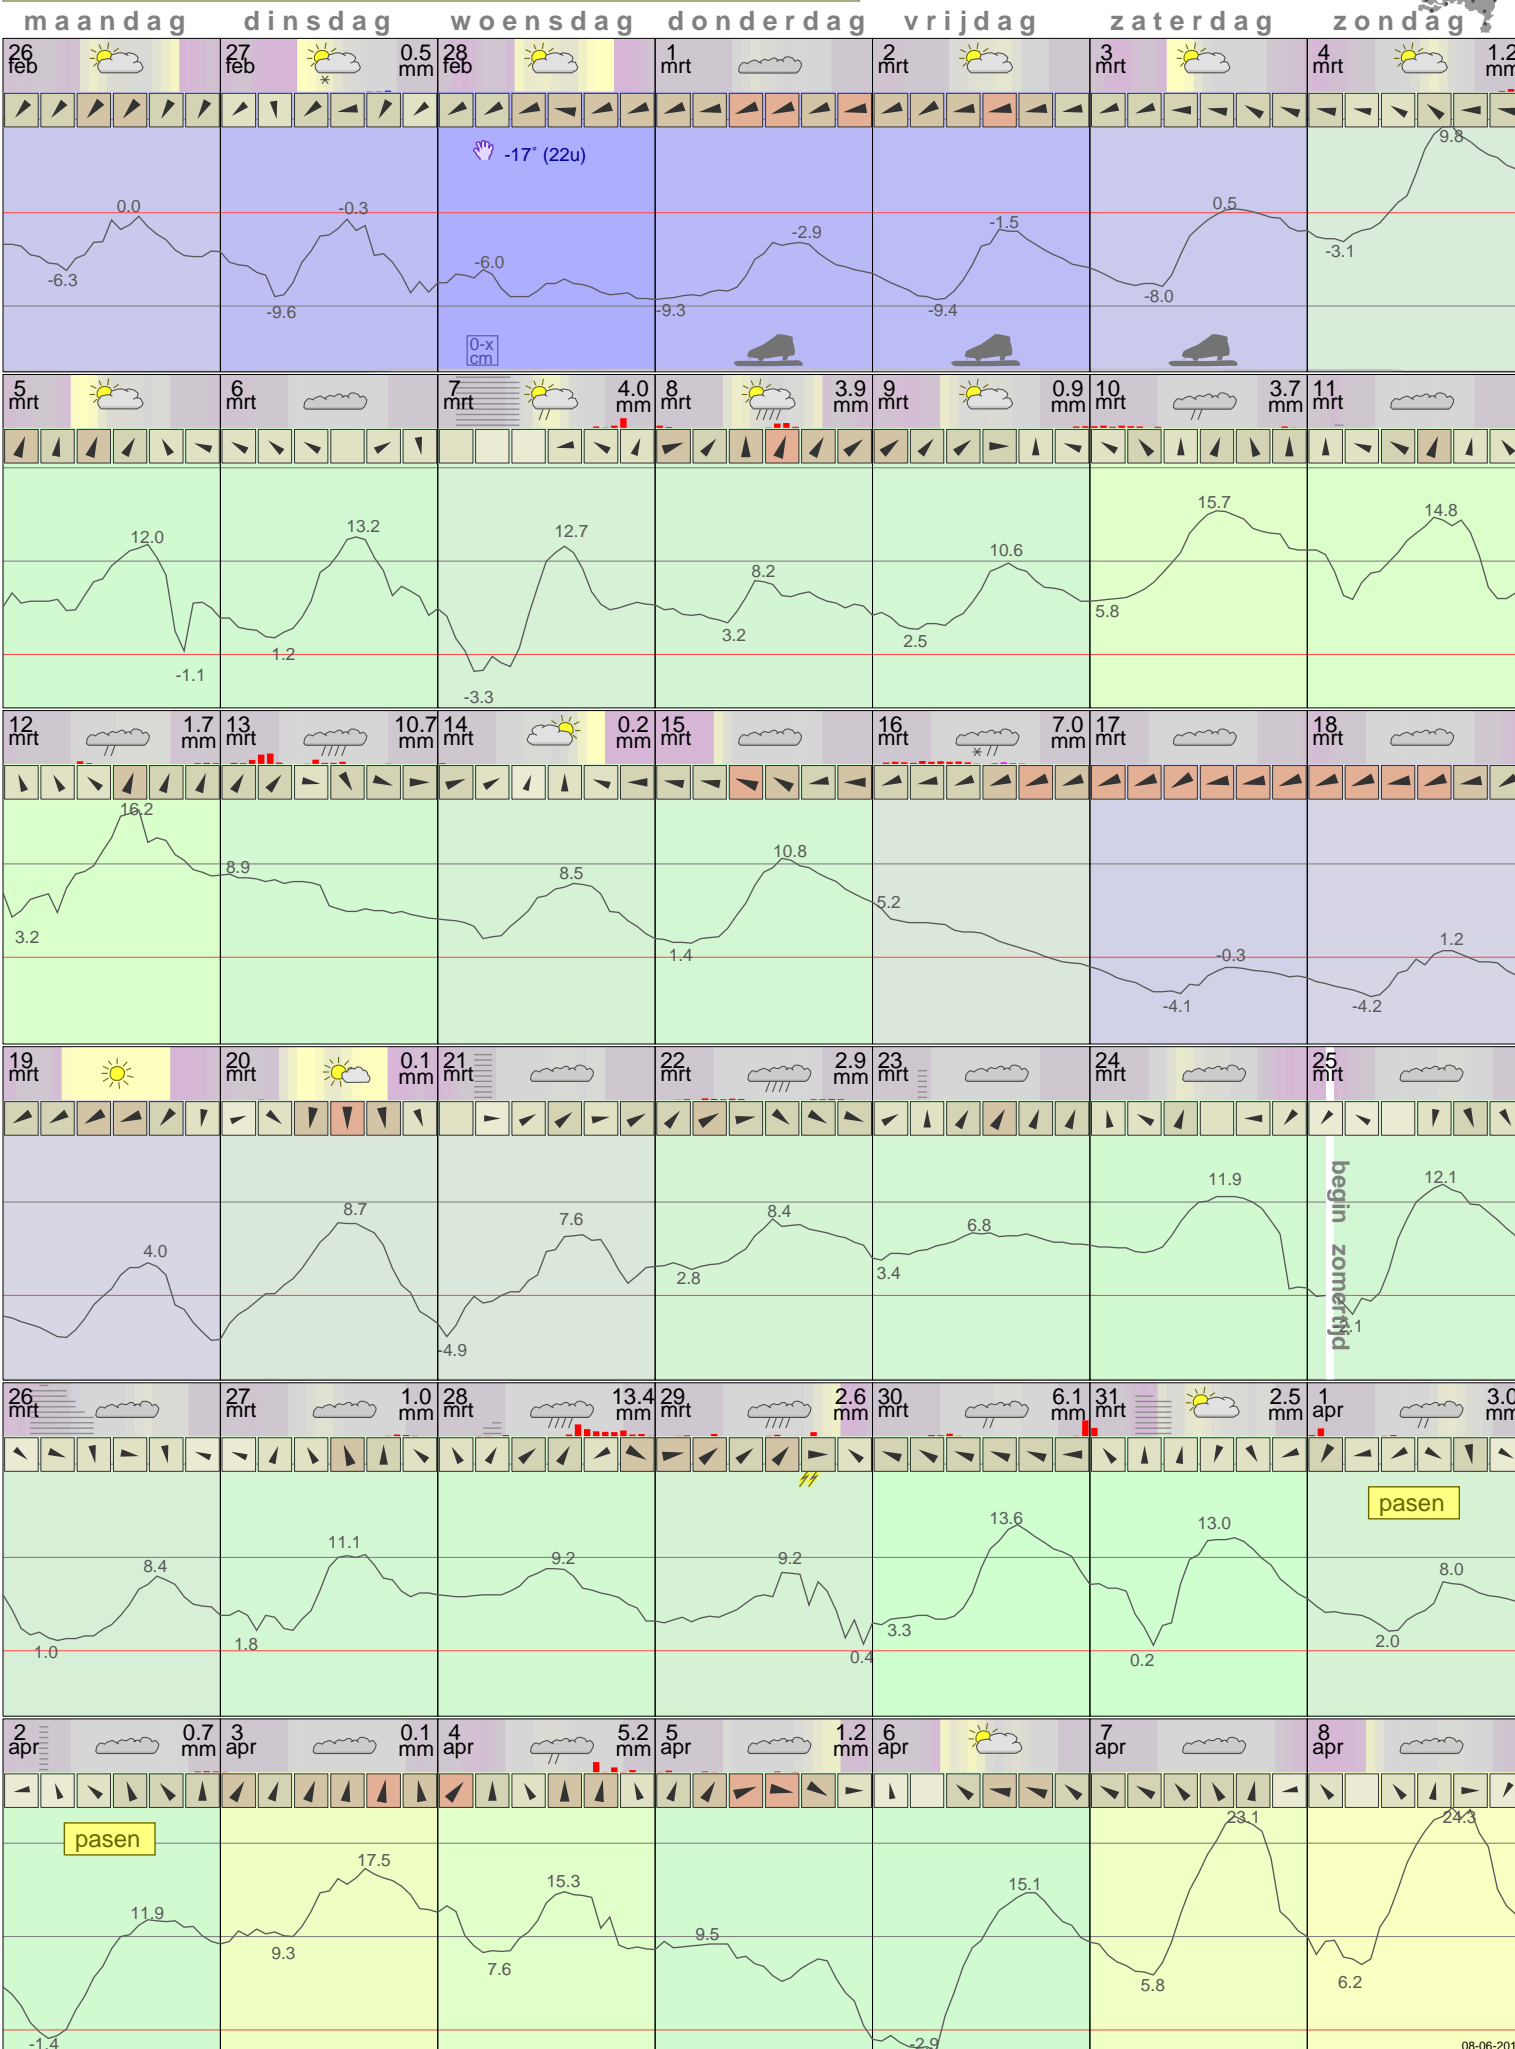 maandag dinsdag woensdag donderdag vrijdag zaterdag zondag
26 27 0.5 28 1 2 3 4 1.2
feb feb mm feb mrt mrt mrt mrt mm
-17° (22u)
9.8
0.0 -0.3 -6.0 -2.9 -1.5 0.5
-6.3 -9.6 -9.3 -9.4 -8.0 -3.1
0-x
cm
5 6 7 4.0 8 3.9 9 0.9 10 3.7 11
mrt mrt mrt mm mrt mm mrt mm mrt mm mrt
12.0 13.2 12.7 8.2 10.6 15.7 14.8
-1.1 1.2 -3.3 3.2 2.5 5.8
12 1.7 13 10.7 14 0.2 15 16 7.0 17 18
mrt mm mrt mm mrt mm mrt mrt mm mrt mrt
16.2 8.9 8.5 10.8 5.2 -0.3 1.2
3.2 1.4 -4.1 -4.2
19 20 0.1 21 22 2.9 23 24 25
mrt mrt mm mrt mrt mm mrt mrt mrt
begin zomertijd
4.0 8.7 7.6 8.4 6.8 11.9 12.1
-4.9 2.8 3.4 -2.1
26 27 1.0 28 13.4 29 2.6 30 6.1 31 2.5 1 3.0
mrt mrt mm mrt mm mrt mm mrt mm mrt mm apr mm
pasen
8.4 11.1 9.2 9.2 13.6 13.0 8.0
1.0 1.8 0.4 3.3 0.2 2.0
2 0.7 3 0.1 4 5.2 5 1.2 6 7 8
apr mm apr mm apr mm apr mm apr apr apr
pasen
11.9 17.5 15.3 9.5 15.1 23.1 24.3
-1.4 9.3 7.6 -2.9 5.8 6.2
08-06-201